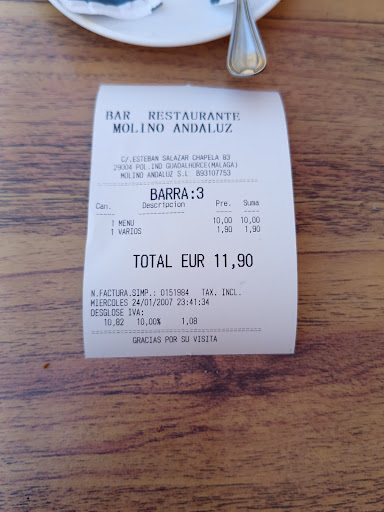 BAR RESTAURANTE
MOLINO ANDALUZ
C/.ESTEBAN SALAZAR CHAPELA 83
29004 POL.IND GUADALHORCE(MALAGA)
MOLINO ANDALUZ S.L B93107753
BARRA:3
Can. Descripcion Pre. Suma
1 MENU 10,00 10,00
1 VARIOS 1,90 1,90
TOTAL EUR 11,90
N.FACTURA.SIMP.: 0151984 TAX. INCL.
MIERCOLES 24/01/2007 23:41:34
DESGLOSE IVA:
10,82 10,00% 1,08
GRACIAS POR SU VISITA